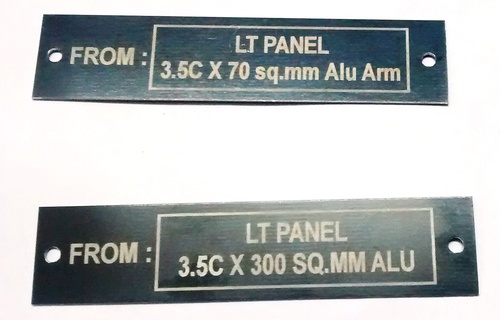 FROM :
LT PANEL
3.5C X 70 sq.mm Alu Arm
FROM :
LT PANEL
3.5C X 300 SQ.MM ALU